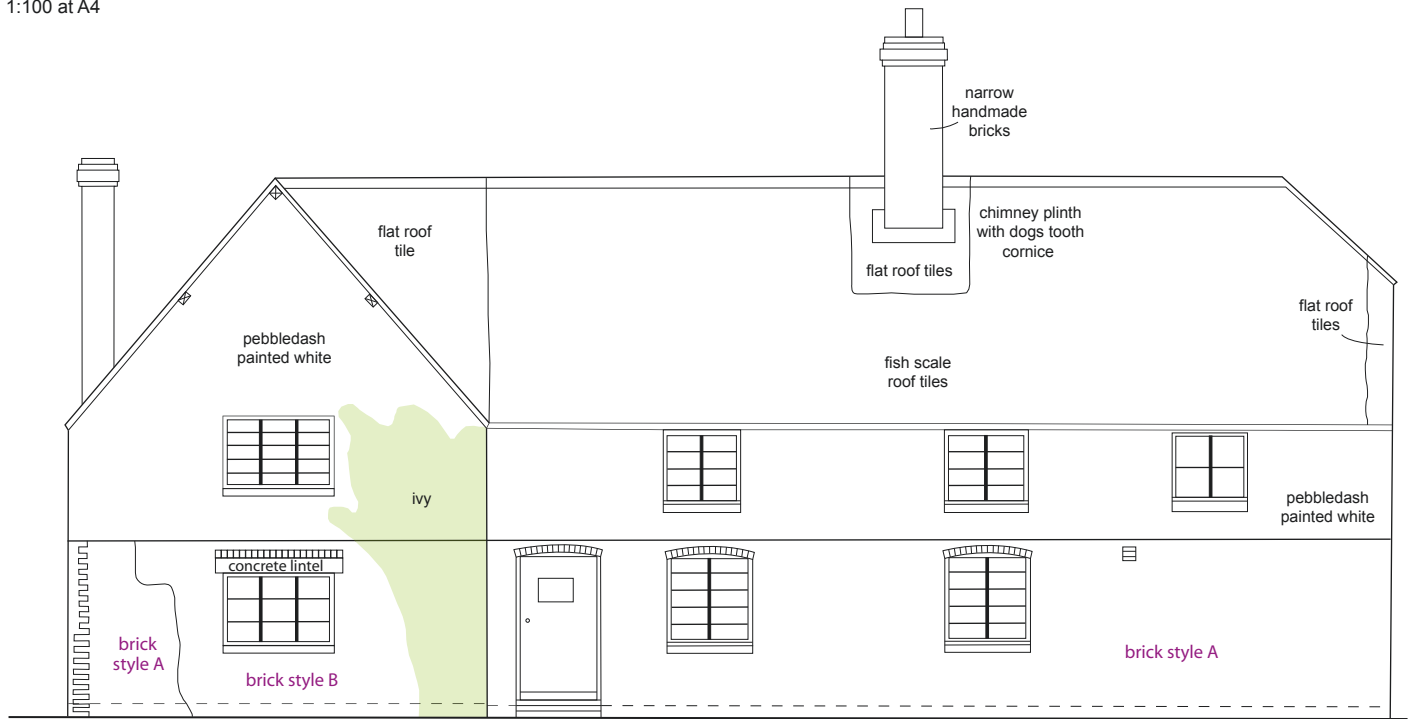 1:100 at A4
narrow
handmade
bricks
flat roof
tile
chimney plinth
with dogs tooth
cornice
flat roof tiles
flat roof
tiles
pebbledash
painted white
fish scale
roof tiles
ivy
pebbledash
painted white
concrete lintel
brick
style A
brick style B
brick style A